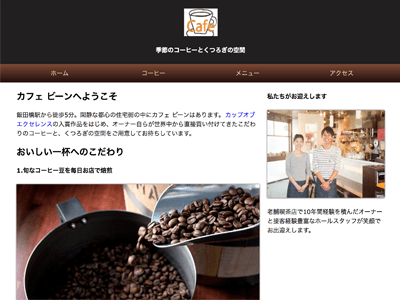 Cafe
季節のコーヒーとくつろぎの空間
ホーム
コーヒー
メニュー
アクセス
カフェ ビーンへようこそ
飯田橋駅から徒歩5分。閑静な都心の住宅街の中にカフェ ビーンはあります。カップオブ
エクセレンスの入賞作品をはじめ、オーナー自らが世界中から直接買い付けてきたこだわ
りのコーヒーと、くつろぎの空間をご用意してお待ちしています。
おいしい一杯へのこだわり
1.旬なコーヒー豆を毎日お店で焙煎
私たちがお迎えします
老舗喫茶店で10年間経験を積んだオーナー
と接客経験豊富なホールスタッフが笑顔で
お出迎えします。